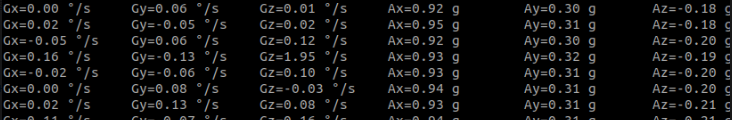 Gx=0.00 °/s Gy=0.06 °/s Gz=0.01 °/s Ax=0.92 g Ay=0.30 g Az=-0.18 g
Gx=0.02 °/s Gy=-0.05 °/s Gz=0.02 °/s Ax=0.95 g Ay=0.31 g Az=-0.18 g
Gx=-0.05 °/s Gy=0.06 °/s Gz=0.12 °/s Ax=0.92 g Ay=0.30 g Az=-0.20 g
Gx=0.16 °/s Gy=-0.13 °/s Gz=1.95 °/s Ax=0.93 g Ay=0.32 g Az=-0.19 g
Gx=-0.02 °/s Gy=-0.06 °/s Gz=0.10 °/s Ax=0.93 g Ay=0.31 g Az=-0.20 g
Gx=0.00 °/s Gy=0.08 °/s Gz=-0.03 °/s Ax=0.94 g Ay=0.31 g Az=-0.20 g
Gx=0.02 °/s Gy=0.13 °/s Gz=0.08 °/s Ax=0.93 g Ay=0.31 g Az=-0.21 g